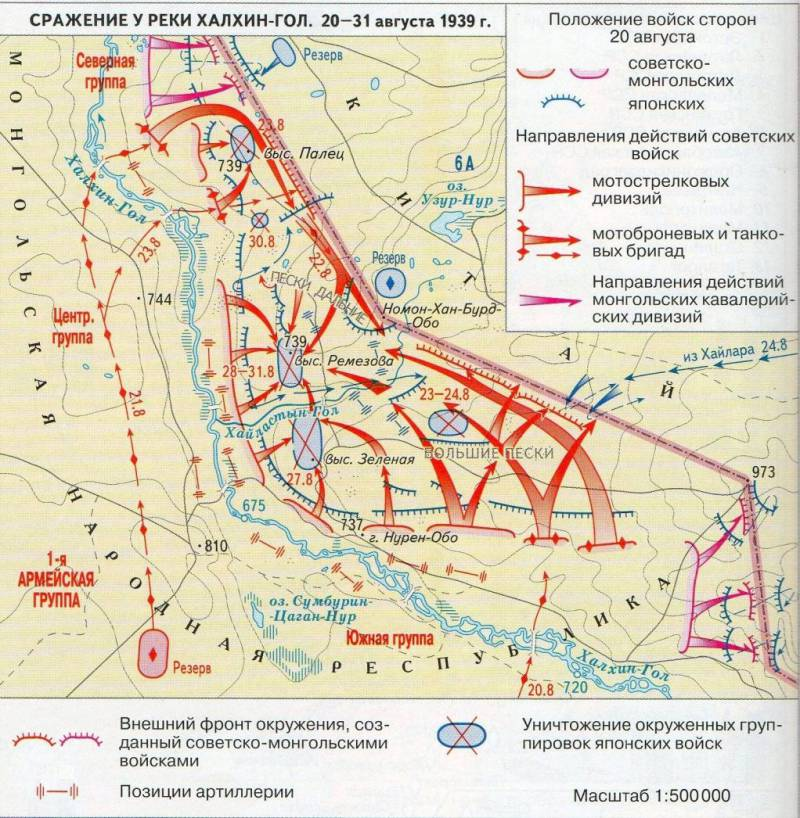 СРАЖЕНИЕ У РЕКИ ХАЛХИН-ГОЛ. 20—31 августа 1939 г.
Положение войск сторон
20 августа
советско-
монгольских
японских
Направления действий советских
войск
мотострелковых
дивизий
мотоброневых и танко-
вых бригад
Направления действий
монгольских кавалерий-
ских дивизий
Северная
группа
Резерв
МОНГОЛЬСКАЯ
НАРОДНАЯ
РЕСПУБЛИКА
КИТАЙ
23.8
выс. Палец
739
6А
оз.
Узур-Нур
Халхин-Гол
30.8
23.8
22.8
Резерв
ПЕСКИ ДАЛЬНИЕ
744
Номон-Хан-Бурд-
Обо
Центр.
группа
739
выс. Ремезова
28—31.8
из Хайлара 24.8
21.8
23—24.8
Хайластын-Гол
БОЛЬШИЕ ПЕСКИ
выс. Зеленая
27.8
973
675
737
г. Нурен-Обо
810
1-я
АРМЕЙСКАЯ
ГРУППА
оз. Сумбурин-
Цаган-Нур
Южная группа
Резерв
Халхин-Гол
20.8
720
Внешний фронт окружения, соз-
данный советско-монгольскими
войсками
Позиции артиллерии
Уничтожение окруженных груп-
пировок японских войск
Масштаб 1:500 000